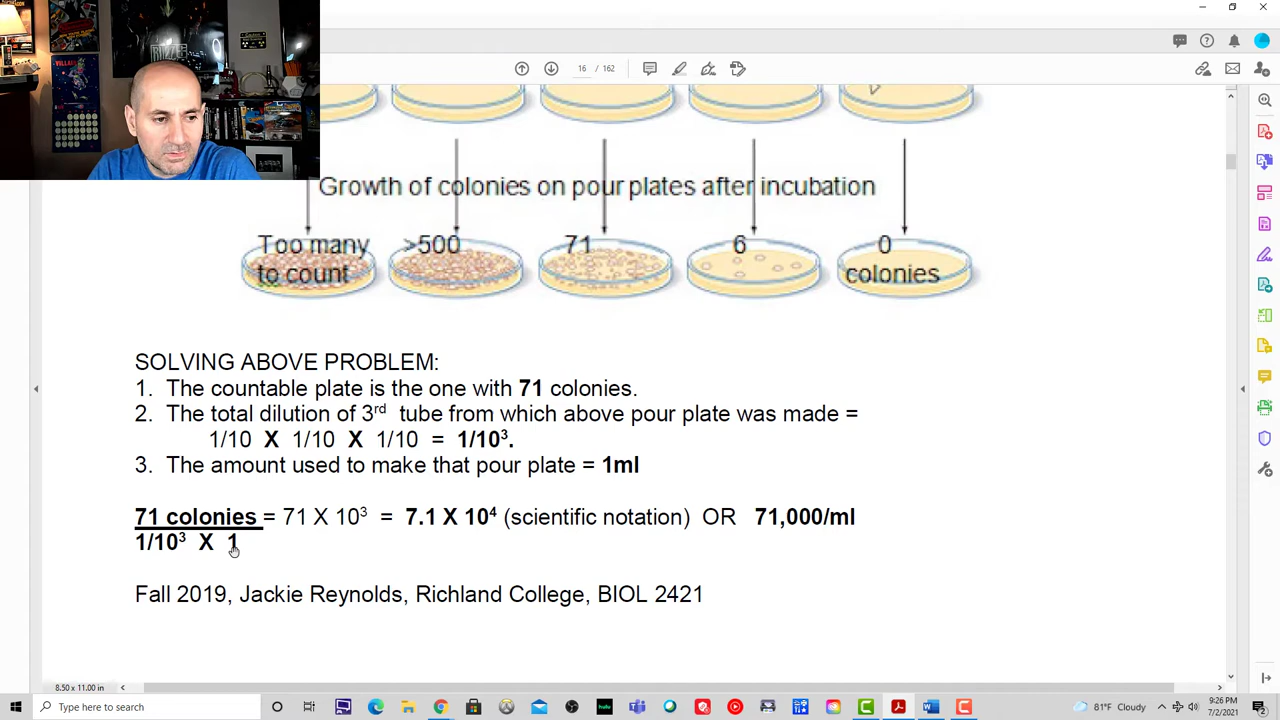 16 / 162
Growth of colonies on pour plates after incubation
Too many
to count
>500
71
6
0
colonies
SOLVING ABOVE PROBLEM:
1. The countable plate is the one with 71 colonies.
2. The total dilution of 3rd tube from which above pour plate was made =
1/10 X 1/10 X 1/10 = 1/10³.
3. The amount used to make that pour plate = 1ml
71 colonies = 71 X 10³ = 7.1 X 10⁴ (scientific notation) OR 71,000/ml
1/10³ X 1
Fall 2019, Jackie Reynolds, Richland College, BIOL 2421
8.50 x 11.00 in
Type here to search
hulu
81°F Cloudy
9:26 PM
7/2/2021